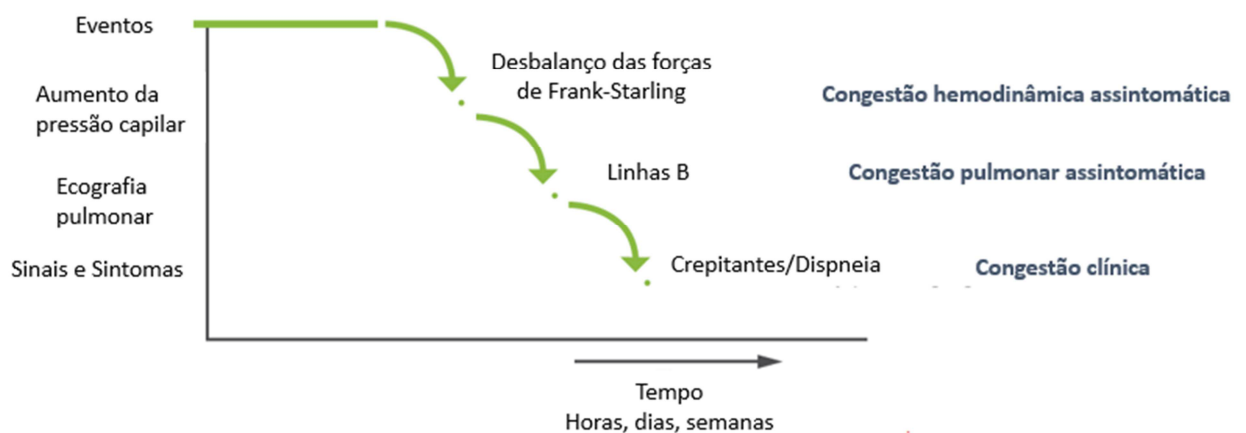 Eventos
Desbalanço das forças
de Frank-Starling
Aumento da
pressão capilar
Congestão hemodinâmica assintomática
Linhas B
Congestão pulmonar assintomática
Ecografia
pulmonar
Sinais e Sintomas
Crepitantes/Dispneia
Congestão clínica
Tempo
Horas, dias, semanas